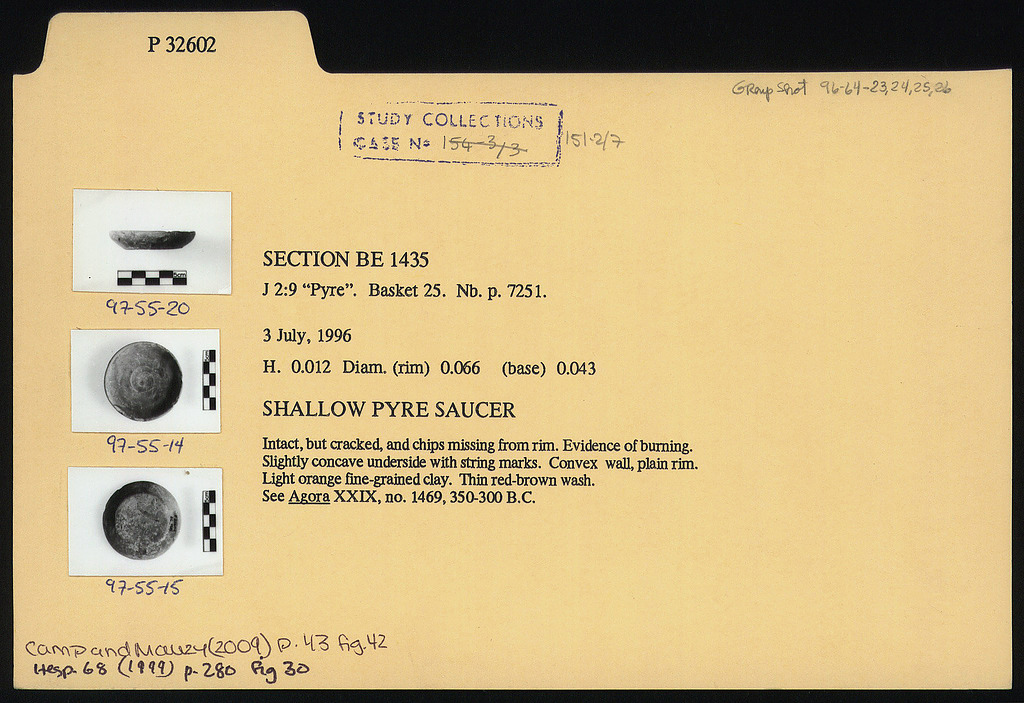 P 32602
Group Shot 96-64-23,24,25,26
STUDY COLLECTIONS
CASE Nº 154-3/3 151-2/7
97-55-20
97-55-14
97-55-15
SECTION BE 1435
J 2:9 “Pyre”. Basket 25. Nb. p. 7251.
3 July, 1996
H. 0.012 Diam. (rim) 0.066 (base) 0.043
SHALLOW PYRE SAUCER
Intact, but cracked, and chips missing from rim. Evidence of burning.
Slightly concave underside with string marks. Convex wall, plain rim.
Light orange fine-grained clay. Thin red-brown wash.
See Agora XXIX, no. 1469, 350-300 B.C.
Camp and Mauzy (2009) p. 43 fig. 42
Hesp. 68 (1999) p. 280 fig 30